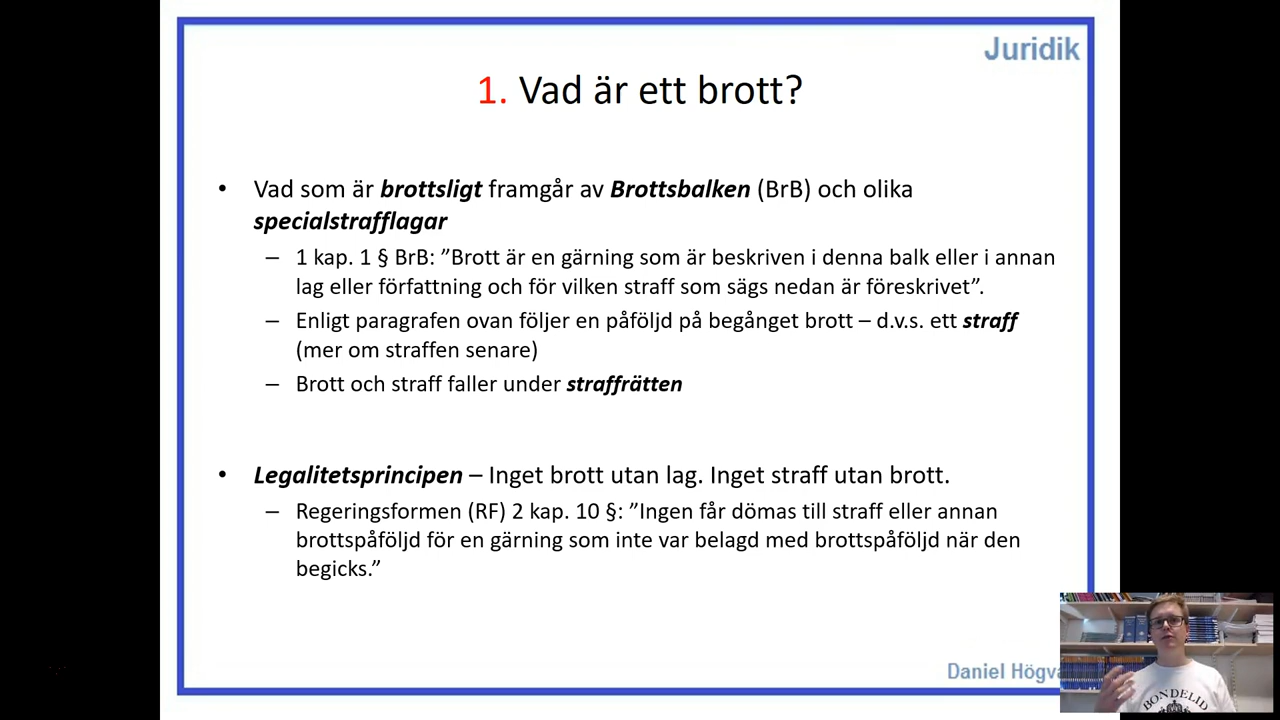 Juridik
1. Vad är ett brott?
• Vad som är brottsligt framgår av Brottsbalken (BrB) och olika
specialstrafflagar
– 1 kap. 1 § BrB: ”Brott är en gärning som är beskriven i denna balk eller i annan
lag eller författning och för vilken straff som sägs nedan är föreskrivet”.
– Enligt paragrafen ovan följer en påföljd på begånget brott – d.v.s. ett straff
(mer om straffen senare)
– Brott och straff faller under straffrätten
• Legalitetsprincipen – Inget brott utan lag. Inget straff utan brott.
– Regeringsformen (RF) 2 kap. 10 §: ”Ingen får dömas till straff eller annan
brottspåföljd för en gärning som inte var belagd med brottspåföljd när den
begicks.”
Daniel
BONDELID